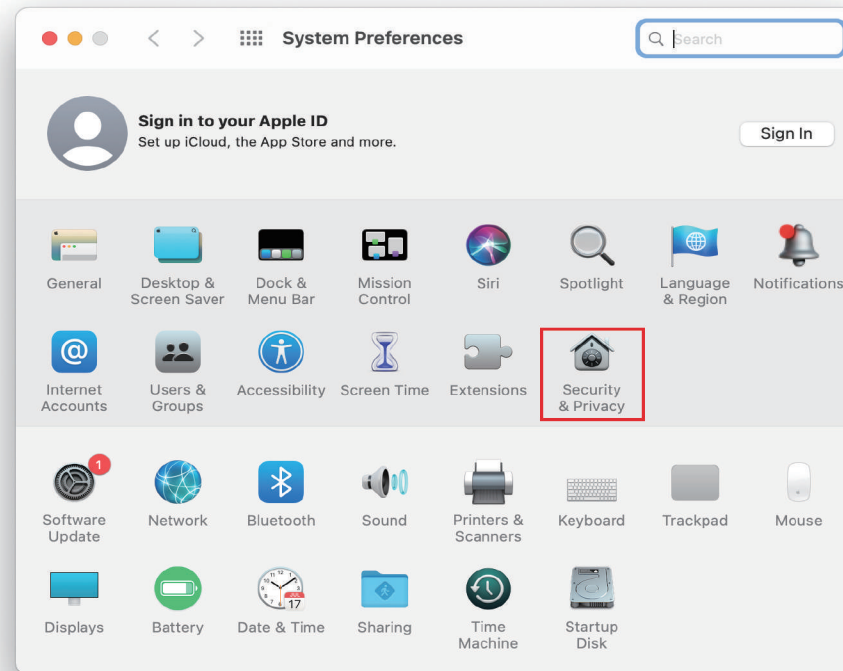 System Preferences
Search
Sign in to your Apple ID
Set up iCloud, the App Store and more.
Sign In
General
Desktop &
Screen Saver
Dock &
Menu Bar
Mission
Control
Siri
Spotlight
Language
& Region
Notifications
@
Internet
Accounts
Users &
Groups
Accessibility
Screen Time
Extensions
Security
& Privacy
1
Software
Update
Network
Bluetooth
Sound
Printers &
Scanners
Keyboard
Trackpad
Mouse
Displays
Battery
JUL
17
Date & Time
Sharing
Time
Machine
Startup
Disk